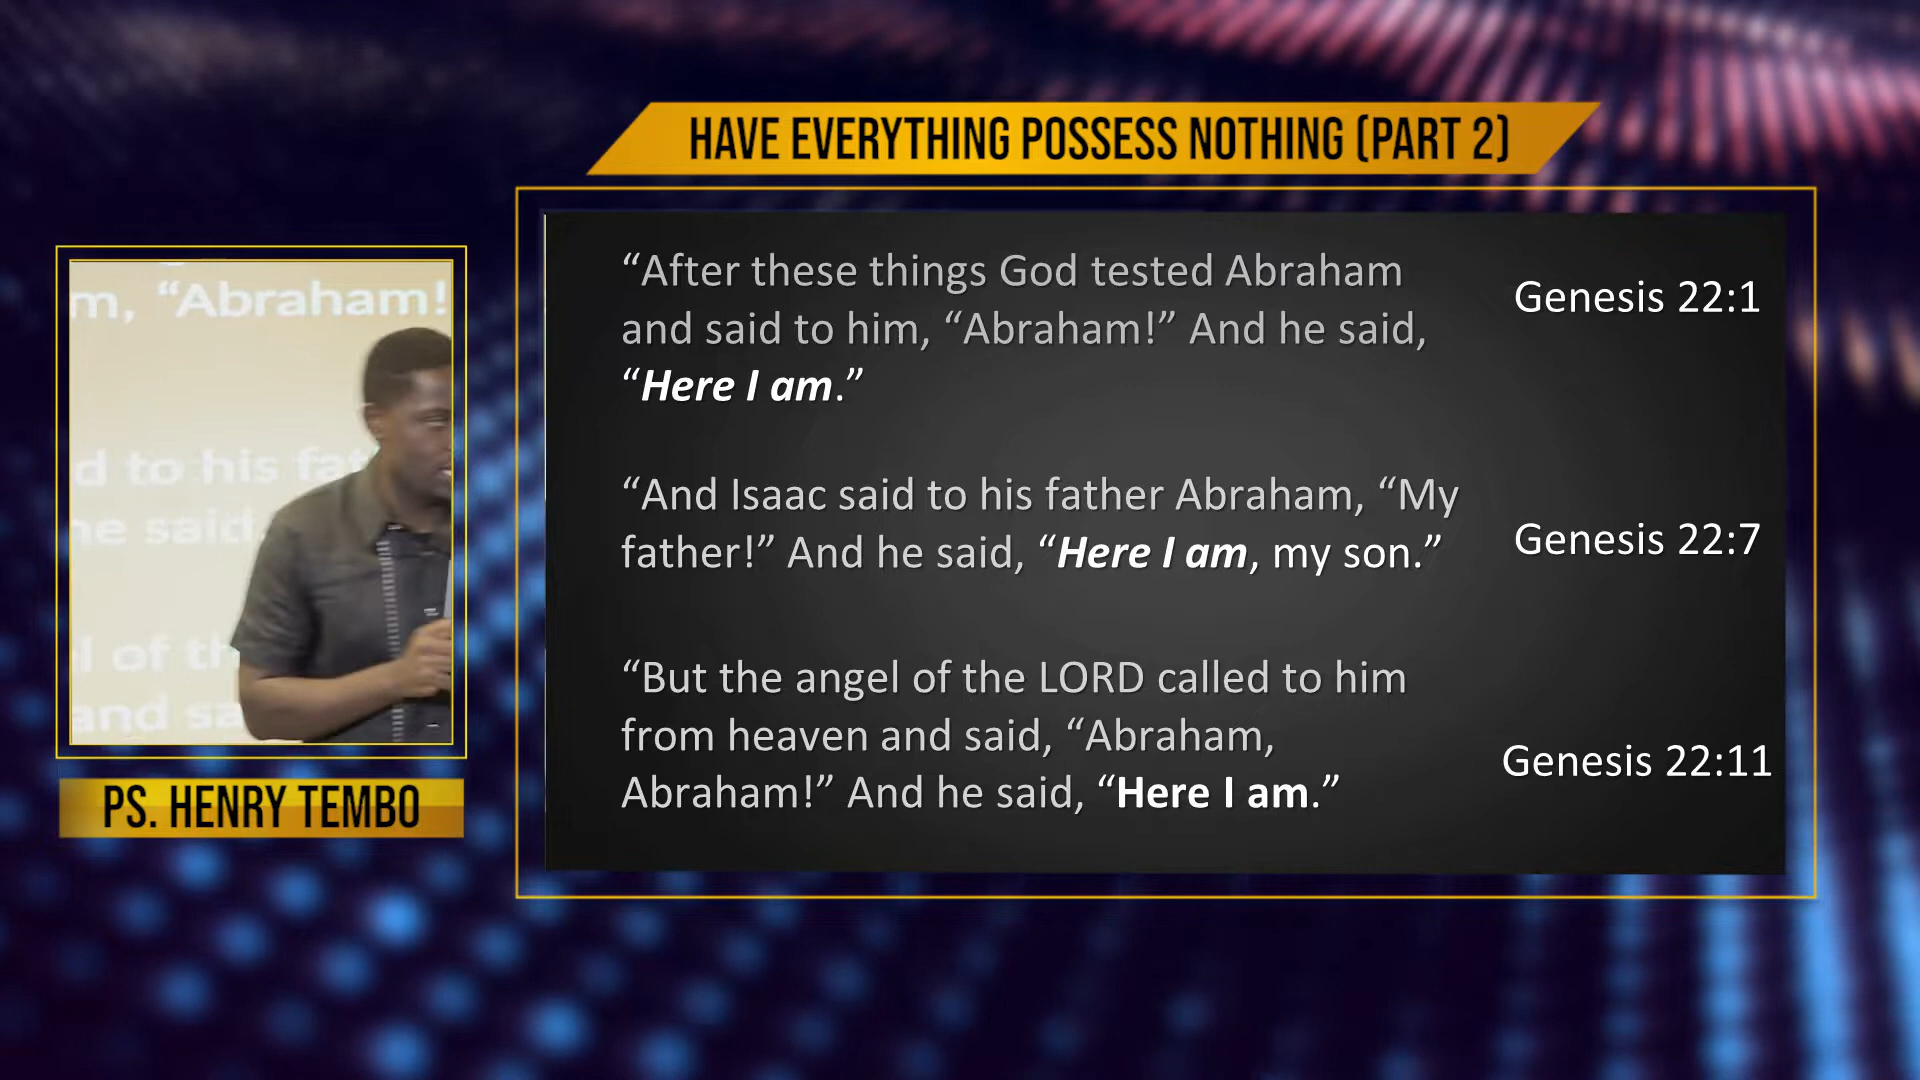 HAVE EVERYTHING POSSESS NOTHING (PART 2)
“After these things God tested Abraham
and said to him, “Abraham!” And he said,
“Here I am.”
Genesis 22:1
“And Isaac said to his father Abraham, “My
father!” And he said, “Here I am, my son.”
Genesis 22:7
“But the angel of the LORD called to him
from heaven and said, “Abraham,
Abraham!” And he said, “Here I am.”
Genesis 22:11
m, “Abraham!
d to his fat
he said,
l of th
and sa
PS. HENRY TEMBO